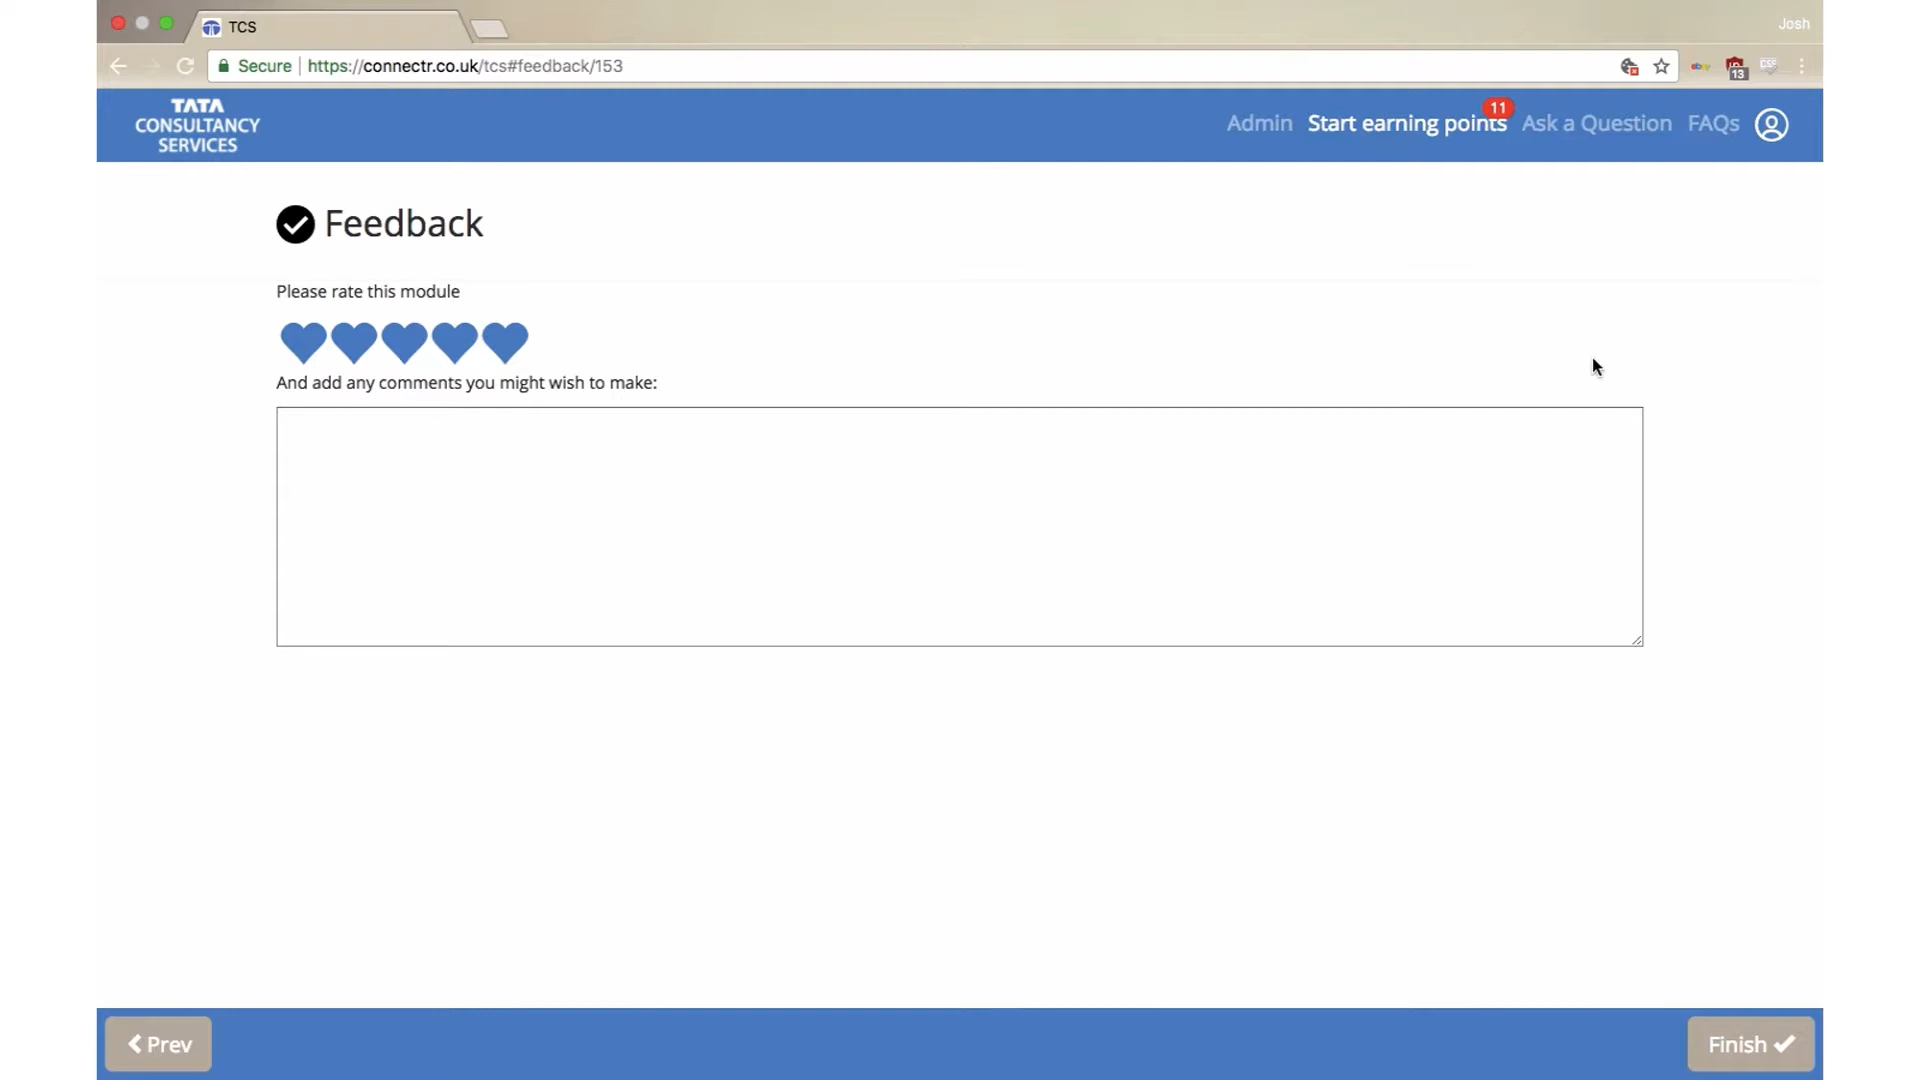 TCS
Josh
Secure https://connectr.co.uk/tcs#feedback/153
13
TATA
CONSULTANCY
SERVICES
Admin Start earning points 11 Ask a Question FAQs
Feedback
Please rate this module
And add any comments you might wish to make:
Prev
Finish